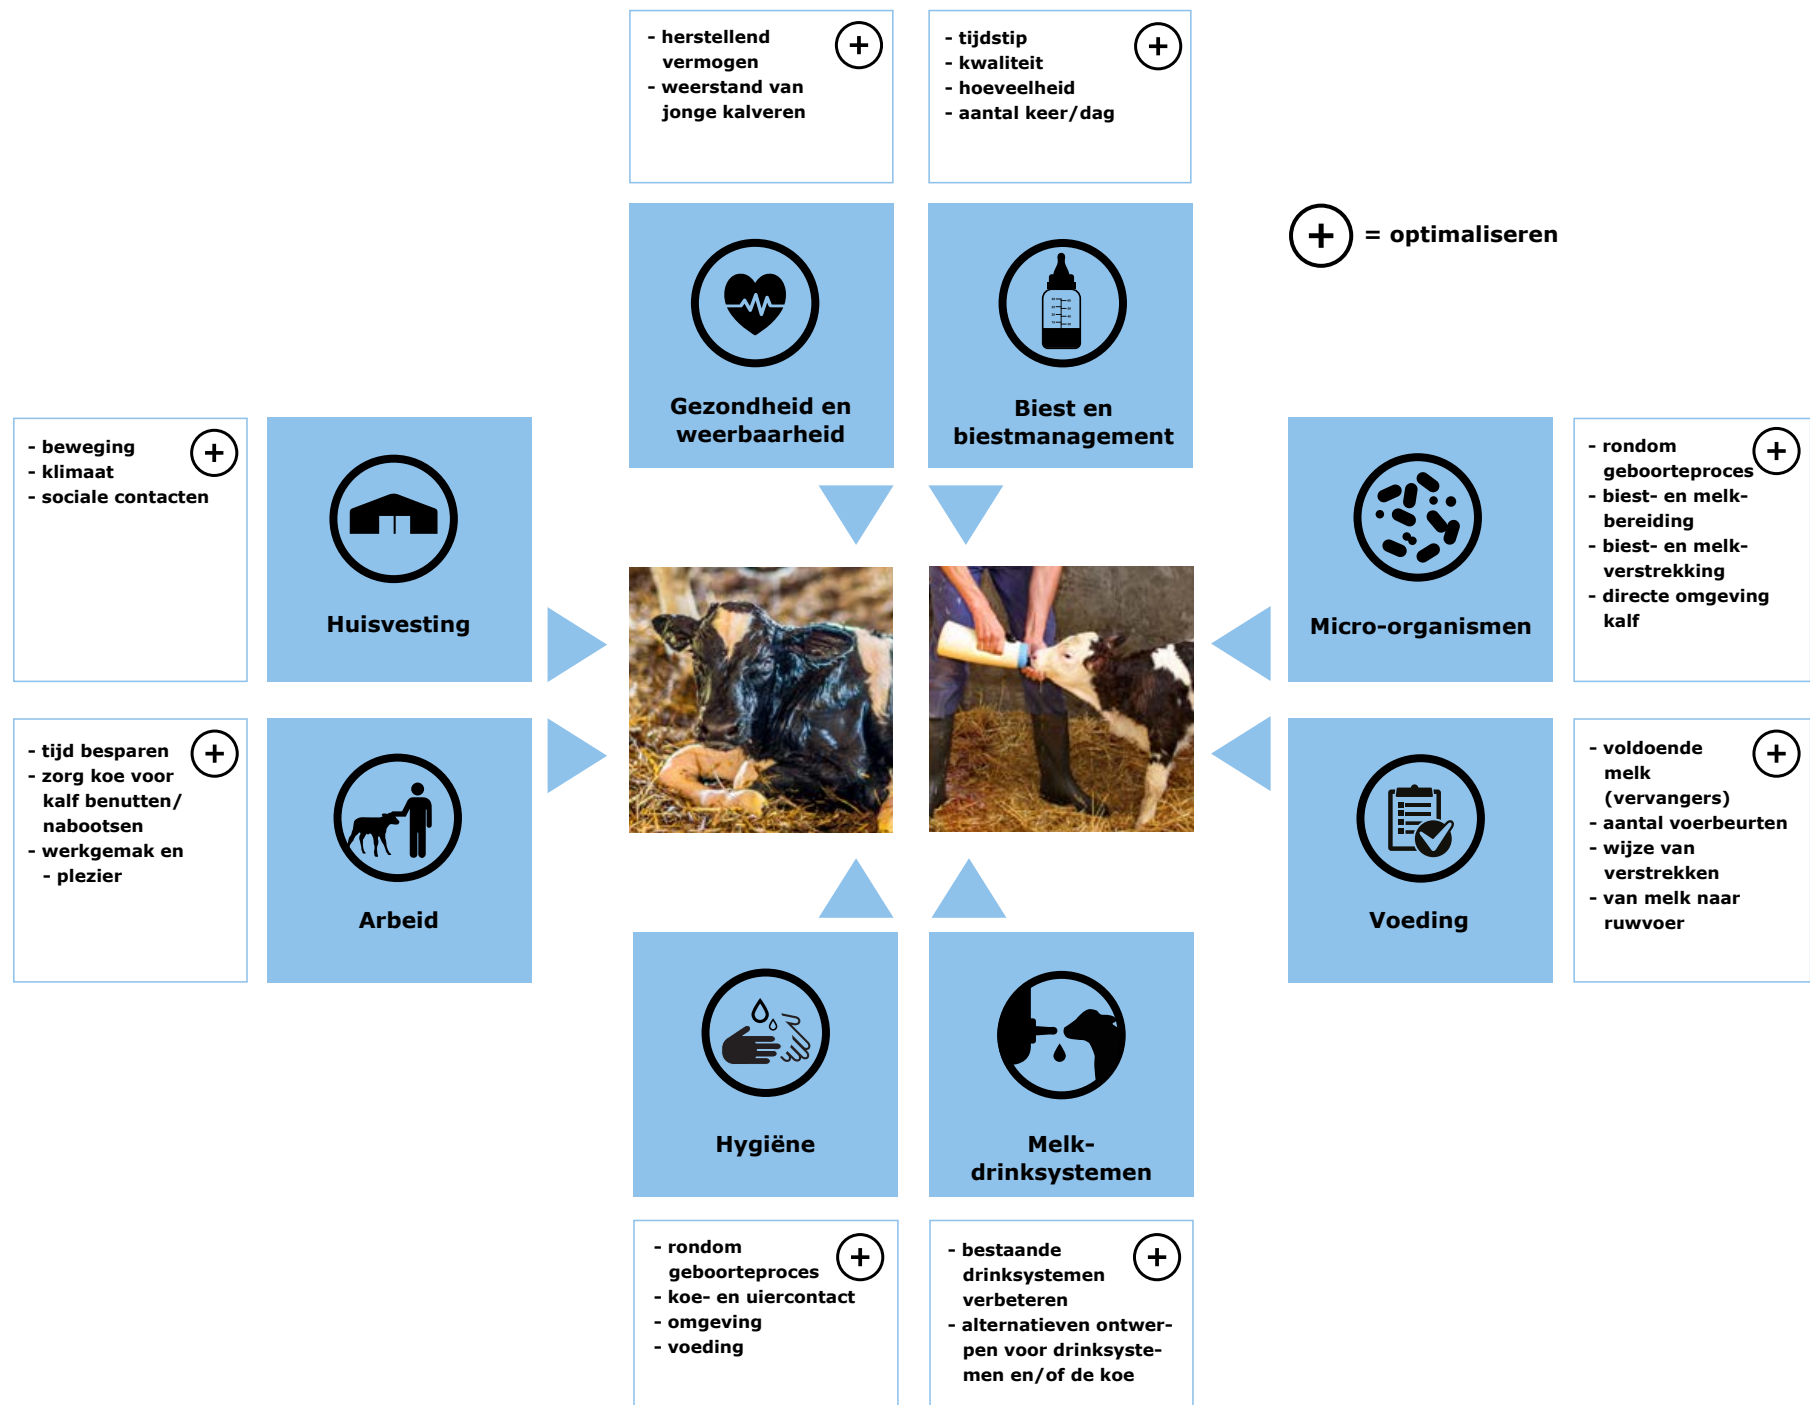 - herstellend
vermogen
- weerstand van
jonge kalveren
- tijdstip
- kwaliteit
- hoeveelheid
- aantal keer/dag
= optimaliseren
Gezondheid en
weerbaarheid
Biest en
biestmanagement
- beweging
- klimaat
- sociale contacten
Huisvesting
Micro-organismen
- rondom
geboorteproces
- biest- en melk-
bereiding
- biest- en melk-
verstrekking
- directe omgeving
kalf
- tijd besparen
- zorg koe voor
kalf benutten/
nabootsen
- werkgemak en
- plezier
Arbeid
Voeding
- voldoende
melk
(vervangers)
- aantal voerbeurten
- wijze van
verstrekken
- van melk naar
ruwvoer
Hygiëne
Melk-
drinksystemen
- rondom
geboorteproces
- koe- en uiercontact
- omgeving
- voeding
- bestaande
drinksystemen
verbeteren
- alternatieven ontwer-
pen voor drinksyste-
men en/of de koe